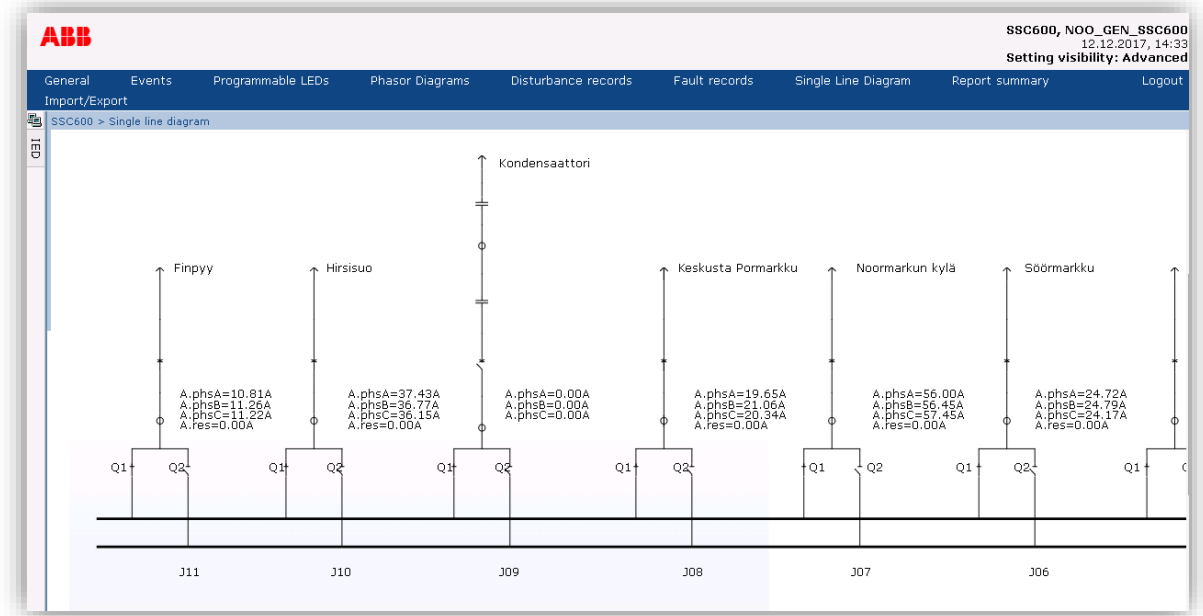 ABB
SSC600, NOO_GEN_SSC600
12.12.2017, 14:33
Setting visibility: Advanced
General Events Programmable LEDs Phasor Diagrams Disturbance records Fault records Single Line Diagram Report summary Logout
Import/Export
SSC600 > Single line diagram
IED
Kondensaattori
Finpyy Hirsisuo Keskusta Pormarkku Noormarkun kylä Söörmarkku
A.phsA=10.81A A.phsA=37.43A A.phsA=0.00A A.phsA=19.65A A.phsA=56.00A A.phsA=24.72A
A.phsB=11.26A A.phsB=36.77A A.phsB=0.00A A.phsB=21.06A A.phsB=56.45A A.phsB=24.79A
A.phsC=11.22A A.phsC=36.15A A.phsC=0.00A A.phsC=20.34A A.phsC=57.45A A.phsC=24.17A
A.res=0.00A A.res=0.00A A.res=0.00A A.res=0.00A A.res=0.00A
Q1 Q2 Q1 Q2 Q1 Q2 Q1 Q2 Q1 Q2 Q1 Q2 Q1
J11 J10 J09 J08 J07 J06